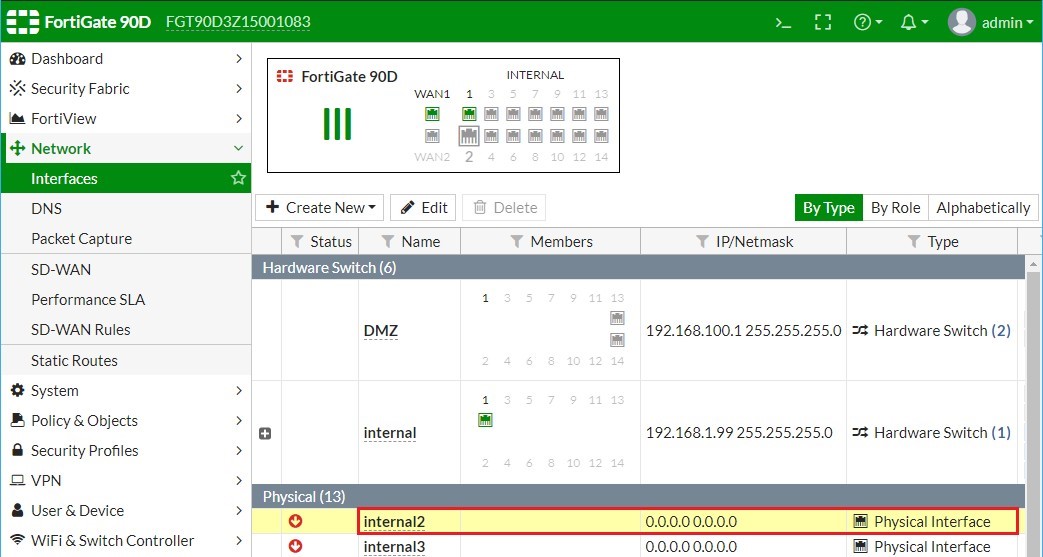 FortiGate 90D FGT90D3Z15001083 >_ admin
Dashboard
Security Fabric
FortiView
Network
Interfaces
DNS
Packet Capture
SD-WAN
Performance SLA
SD-WAN Rules
Static Routes
System
Policy & Objects
Security Profiles
VPN
User & Device
WiFi & Switch Controller
FortiGate 90D
INTERNAL
WAN1 1 3 5 7 9 11 13
WAN2 2 4 6 8 10 12 14
+ Create New Edit Delete
By Type By Role Alphabetically
Status Name Members IP/Netmask Type
Hardware Switch (6)
1 3 5 7 9 11 13
DMZ 192.168.100.1 255.255.255.0 Hardware Switch (2)
2 4 6 8 10 12 14
1 3 5 7 9 11 13
internal 192.168.1.99 255.255.255.0 Hardware Switch (1)
2 4 6 8 10 12 14
Physical (13)
internal2 0.0.0.0 0.0.0.0 Physical Interface
internal3 0.0.0.0 0.0.0.0 Physical Interface